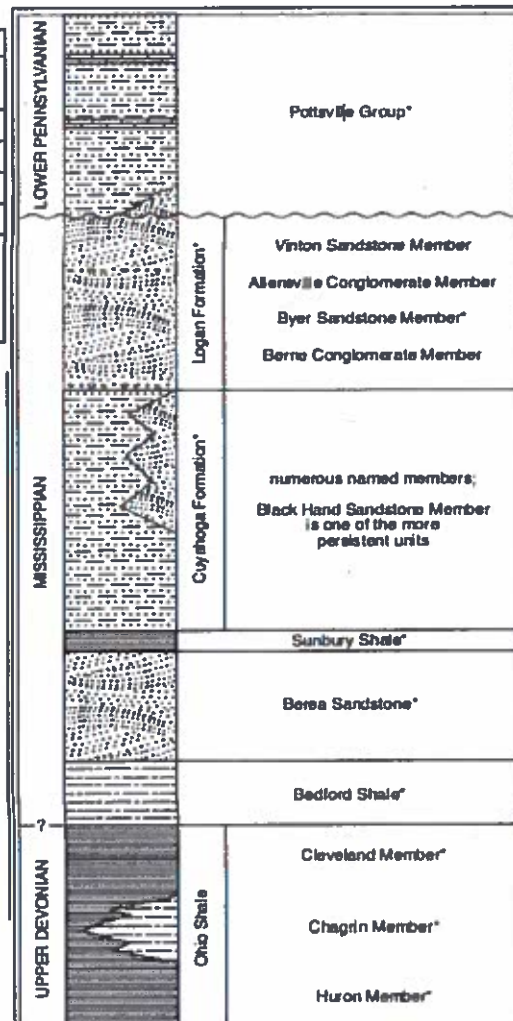 LOWER PENNSYLVANIAN
Pottsville Group*
MISSISSIPPIAN
Logan Formation*
Vinton Sandstone Member
Allensville Conglomerate Member
Byer Sandstone Member*
Berne Conglomerate Member
Cuyahoga Formation*
numerous named members;
Black Hand Sandstone Member
is one of the more
persistent units
Sunbury Shale*
Berea Sandstone*
Bedford Shale*
?
UPPER DEVONIAN
Ohio Shale
Cleveland Member*
Chagrin Member*
Huron Member*